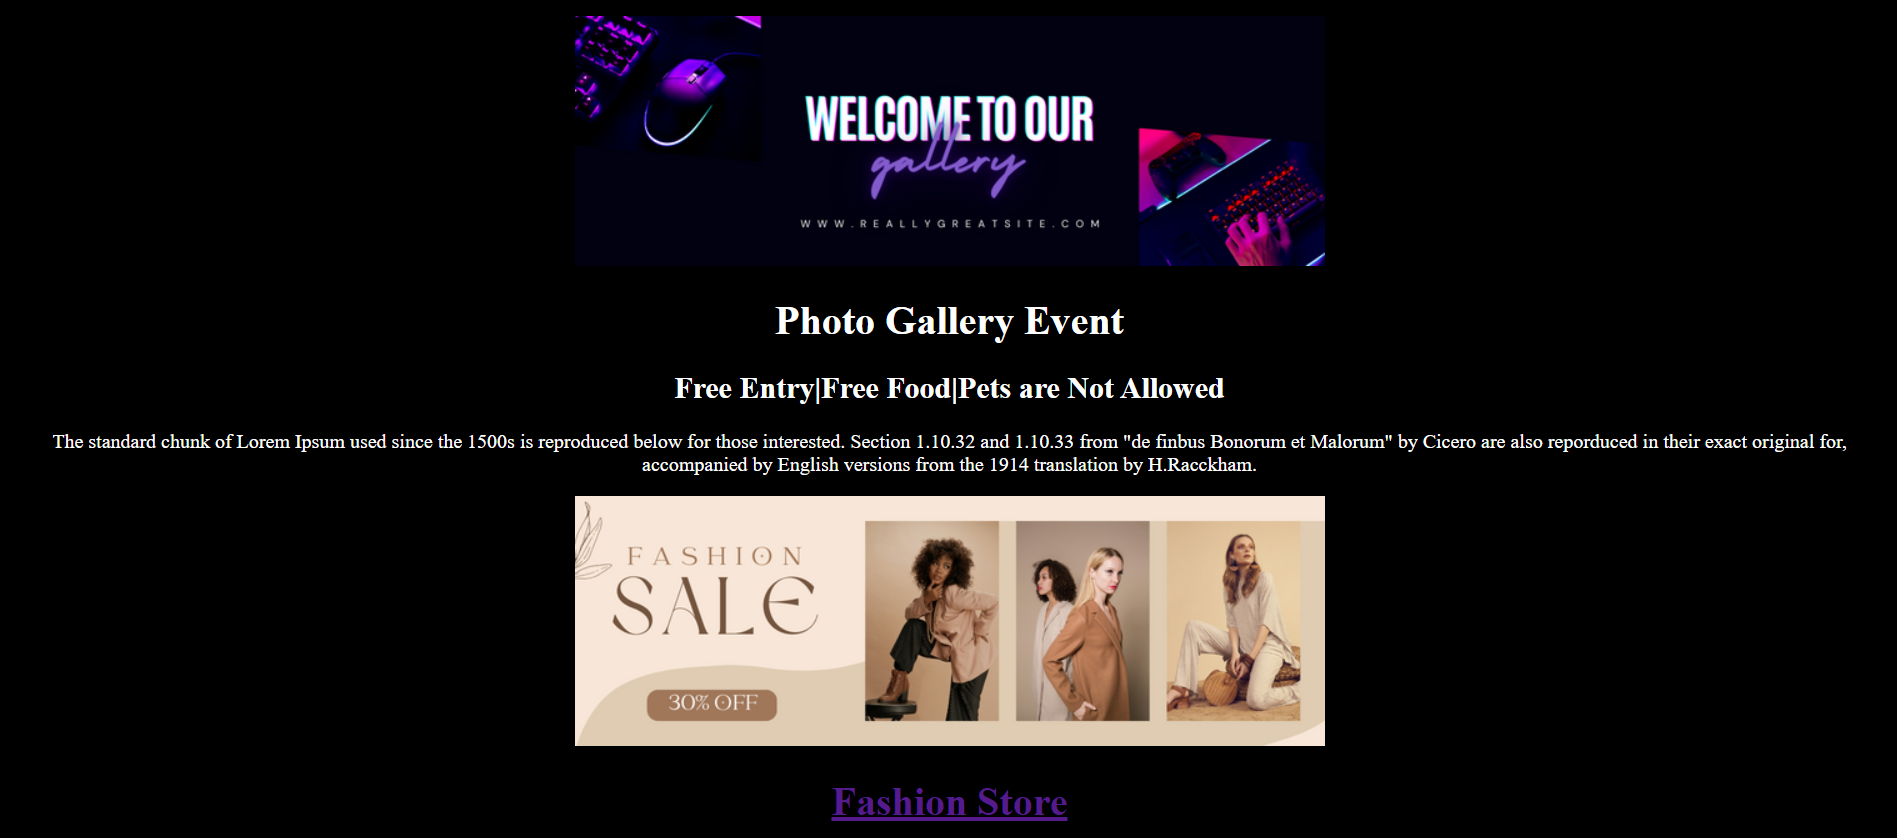 WELCOME TO OUR
gallery
WWW.REALLYGREATSITE.COM
Photo Gallery Event
Free Entry|Free Food|Pets are Not Allowed
The standard chunk of Lorem Ipsum used since the 1500s is reproduced below for those interested. Section 1.10.32 and 1.10.33 from "de finbus Bonorum et Malorum" by Cicero are also reporduced in their exact original for,
accompanied by English versions from the 1914 translation by H.Racckham.
FASHION
SALE
30% OFF
Fashion Store